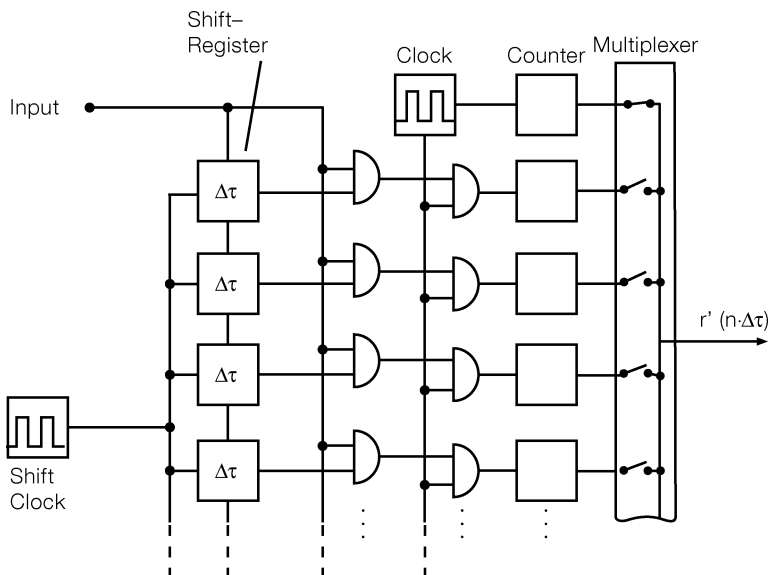 Shift–
Register
Clock
Counter
Multiplexer
Input
Δτ
Δτ
r' (n·Δτ)
Δτ
Δτ
Shift
Clock